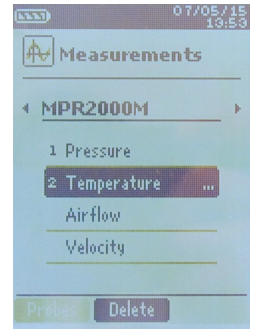 07/05/15
13:53
Measurements
MPR2000M
1 Pressure
2 Temperature ...
Airflow
Velocity
Probes Delete